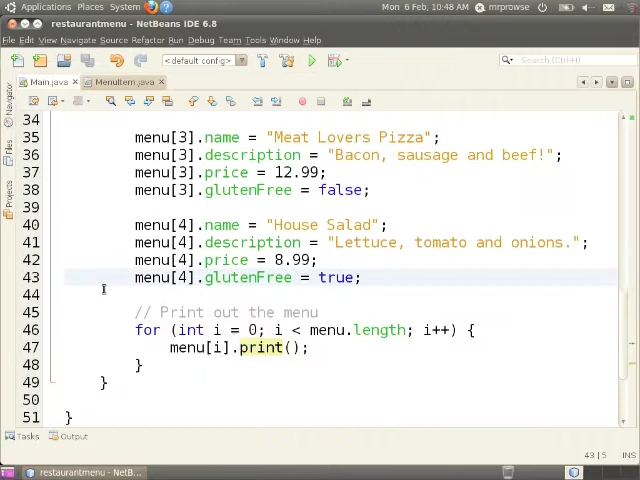 Applications Places System Mon 6 Feb, 10:48 AM mrprowse
restaurantmenu - NetBeans IDE 6.8
File Edit View Navigate Source Refactor Run Debug Team Tools Window Help
<default config> Search (Ctrl+I)
Main.java MenuItem.java
Navigator
Files
Projects
34
35 menu[3].name = "Meat Lovers Pizza";
36 menu[3].description = "Bacon, sausage and beef!";
37 menu[3].price = 12.99;
38 menu[3].glutenFree = false;
39
40 menu[4].name = "House Salad";
41 menu[4].description = "Lettuce, tomato and onions.";
42 menu[4].price = 8.99;
43 menu[4].glutenFree = true;
44
45 // Print out the menu
46 for (int i = 0; i < menu.length; i++) {
47 menu[i].print();
48 }
49 }
50
51 }
Tasks Output
43 | 5 INS
restaurantmenu - NetB...